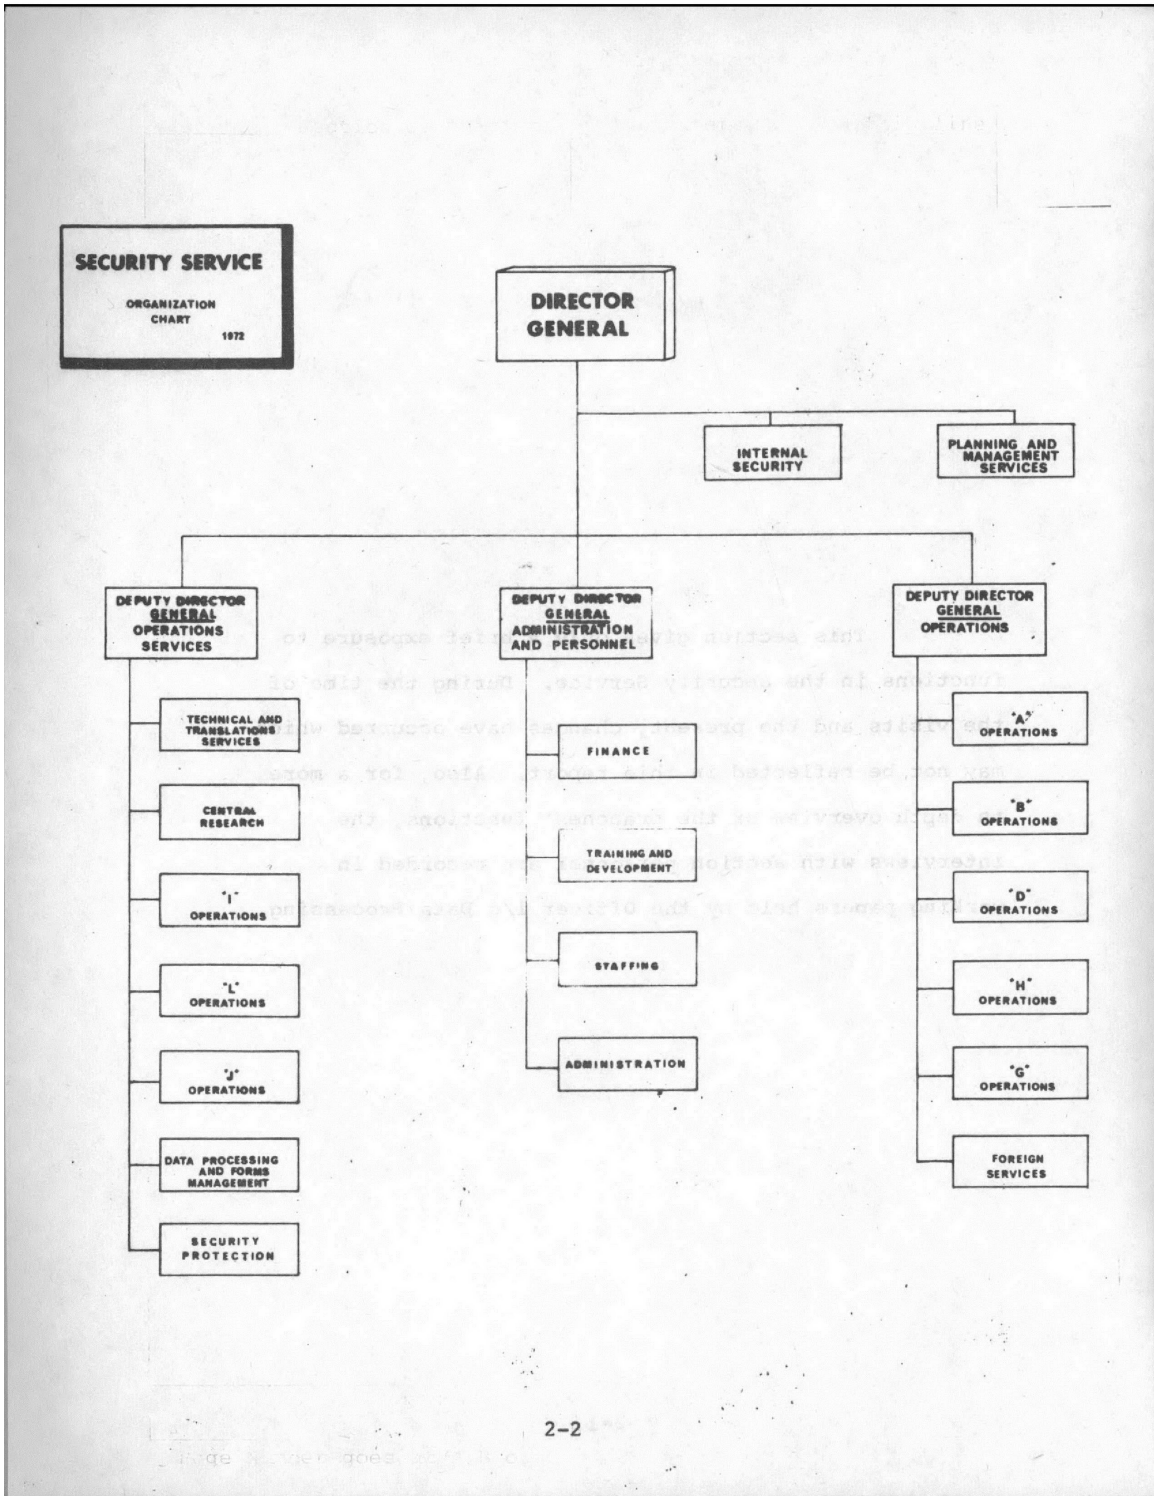 SECURITY SERVICE
ORGANIZATION
CHART
1972
DIRECTOR
GENERAL
INTERNAL
SECURITY
PLANNING AND
MANAGEMENT
SERVICES
DEPUTY DIRECTOR
GENERAL
OPERATIONS
SERVICES
DEPUTY DIRECTOR
GENERAL
ADMINISTRATION
AND PERSONNEL
DEPUTY DIRECTOR
GENERAL
OPERATIONS
TECHNICAL AND
TRANSLATIONS
SERVICES
CENTRAL
RESEARCH
"I"
OPERATIONS
"L"
OPERATIONS
"J"
OPERATIONS
DATA PROCESSING
AND FORMS
MANAGEMENT
SECURITY
PROTECTION
FINANCE
TRAINING AND
DEVELOPMENT
STAFFING
ADMINISTRATION
"A"
OPERATIONS
"B"
OPERATIONS
"D"
OPERATIONS
"H"
OPERATIONS
"G"
OPERATIONS
FOREIGN
SERVICES
2-2